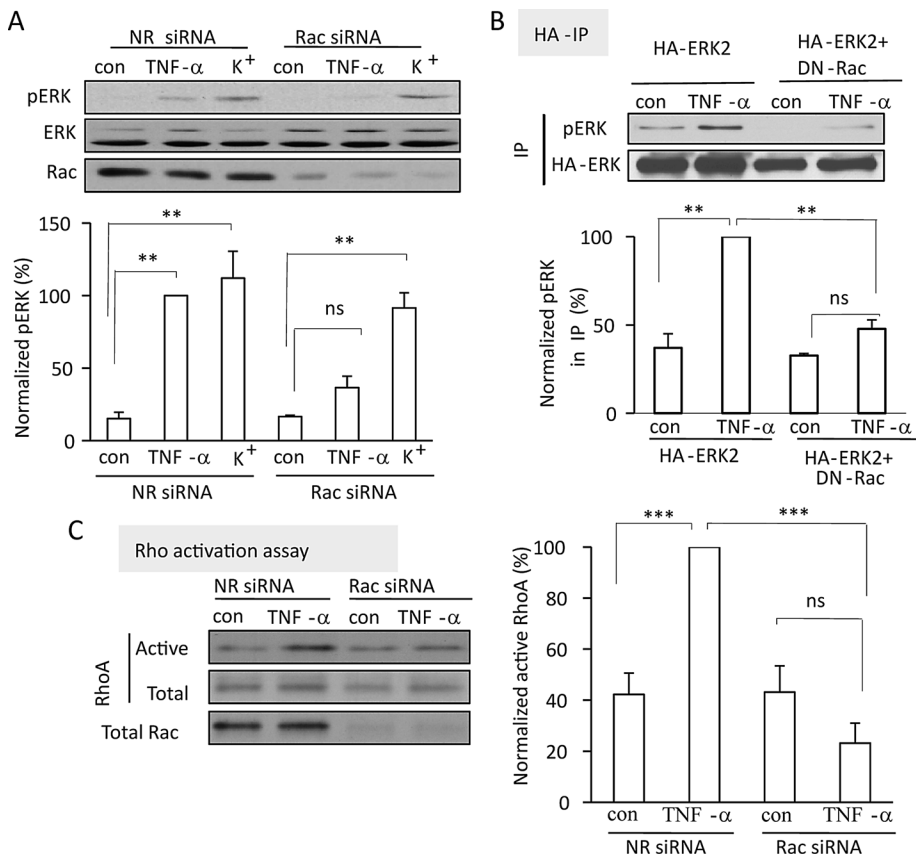 A
NR siRNA Rac siRNA
con TNF-α K+ con TNF-α K+
pERK
ERK
Rac
Normalized pERK (%)
150
100
50
0
** ** ** ns
con TNF-α K+ con TNF-α K+
NR siRNA Rac siRNA
B
HA-IP
HA-ERK2 HA-ERK2+
DN-Rac
con TNF-α con TNF-α
IP
pERK
HA-ERK
Normalized pERK
in IP (%)
100
50
0
** ** ns
con TNF-α con TNF-α
HA-ERK2 HA-ERK2+
DN-Rac
C
Rho activation assay
NR siRNA Rac siRNA
con TNF-α con TNF-α
RhoA
Active
Total
Total Rac
Normalized active RhoA (%)
100
80
60
40
20
0
*** *** ns
con TNF-α con TNF-α
NR siRNA Rac siRNA